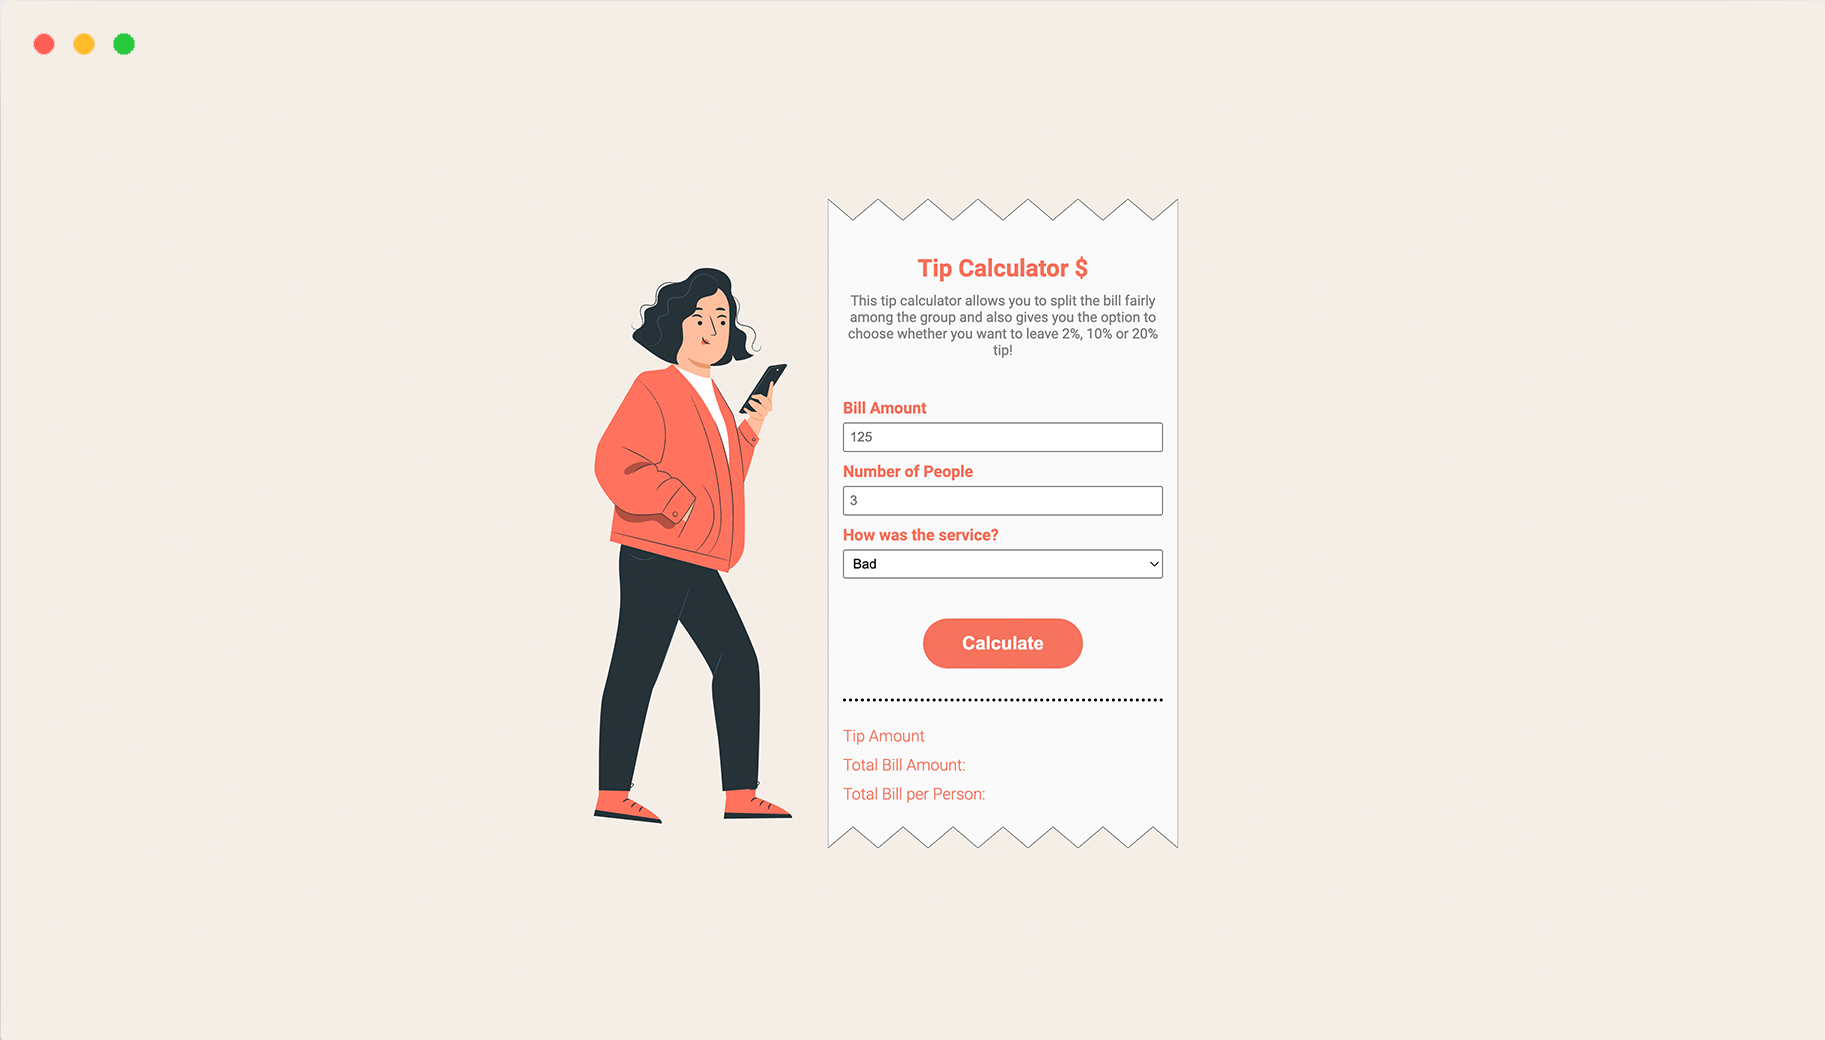 Tip Calculator $
This tip calculator allows you to split the bill fairly
among the group and also gives you the option to
choose whether you want to leave 2%, 10% or 20%
tip!
Bill Amount
125
Number of People
3
How was the service?
Bad
Calculate
Tip Amount
Total Bill Amount:
Total Bill per Person: